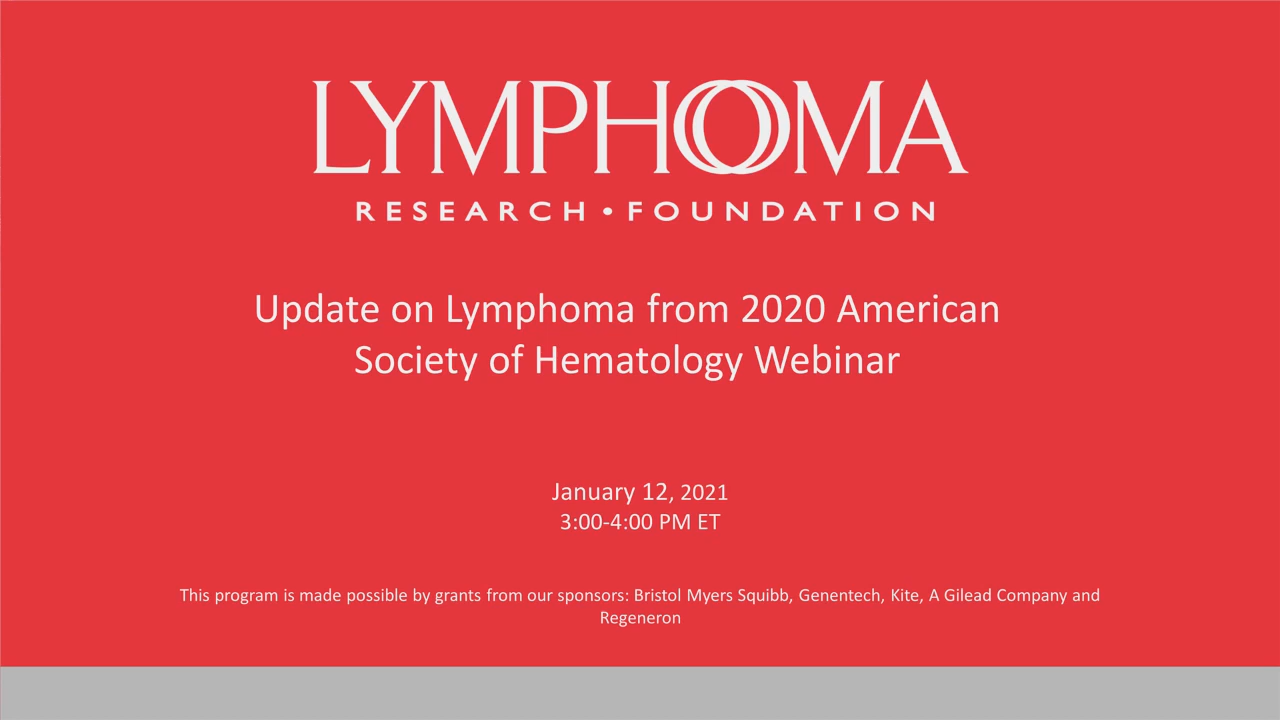 LYMPHOMA
RESEARCH • FOUNDATION
Update on Lymphoma from 2020 American
Society of Hematology Webinar
January 12, 2021
3:00-4:00 PM ET
This program is made possible by grants from our sponsors: Bristol Myers Squibb, Genentech, Kite, A Gilead Company and
Regeneron